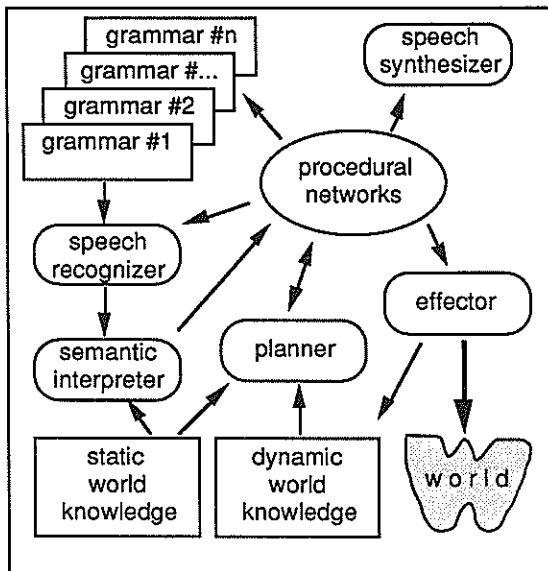 grammar #n
grammar #...
grammar #2
grammar #1
speech
synthesizer
procedural
networks
speech
recognizer
effector
semantic
interpreter
planner
static
world
knowledge
dynamic
world
knowledge
world